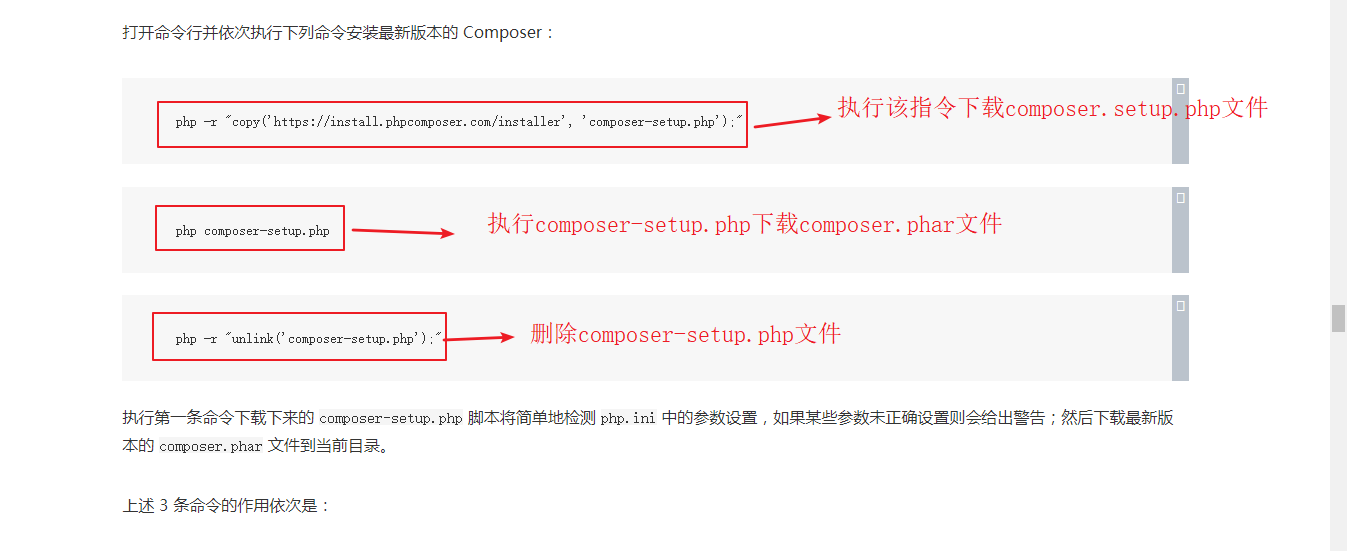 打开命令行并依次执行下列命令安装最新版本的 Composer：
php -r "copy('https://install.phpcomposer.com/installer', 'composer-setup.php');"
执行该指令下载composer.setup.php文件
php composer-setup.php
执行composer-setup.php下载composer.phar文件
php -r "unlink('composer-setup.php');"
删除composer-setup.php文件
执行第一条命令下载下来的 composer-setup.php 脚本将简单地检测 php.ini 中的参数设置，如果某些参数未正确设置则会给出警告；然后下载最新版
本的 composer.phar 文件到当前目录。
上述 3 条命令的作用依次是：